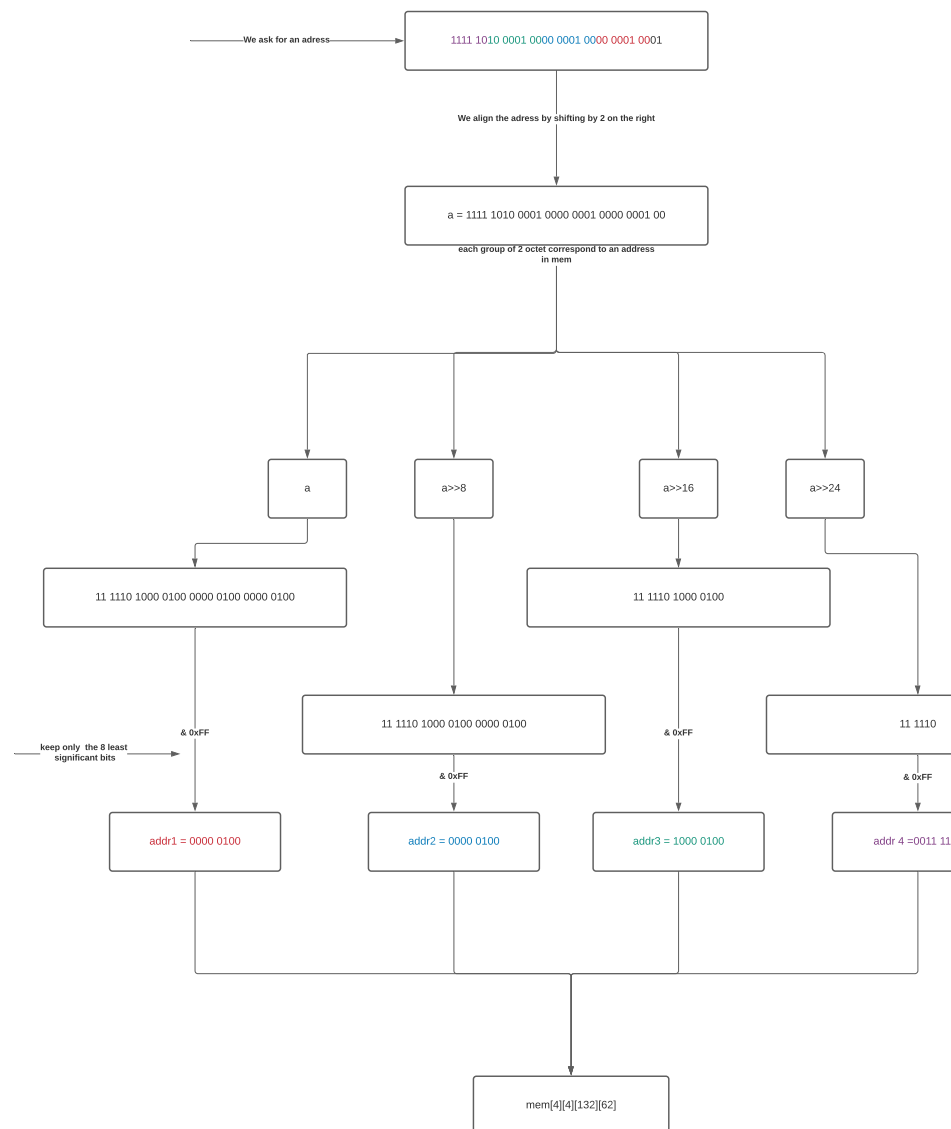 We ask for an adress
1111 1010 0001 0000 0001 0000 0001 0001
We align the adress by shifting by 2 on the right
a = 1111 1010 0001 0000 0001 0000 0001 00
each group of 2 octet correspond to an address
in mem
a
a>>8
a>>16
a>>24
11 1110 1000 0100 0000 0100 0000 0100
11 1110 1000 0100
11 1110 1000 0100 0000 0100
11 1110
& 0xFF
& 0xFF
keep only the 8 least
significant bits
& 0xFF
& 0xFF
addr1 = 0000 0100
addr2 = 0000 0100
addr3 = 1000 0100
addr 4 =0011 11
mem[4][4][132][62]